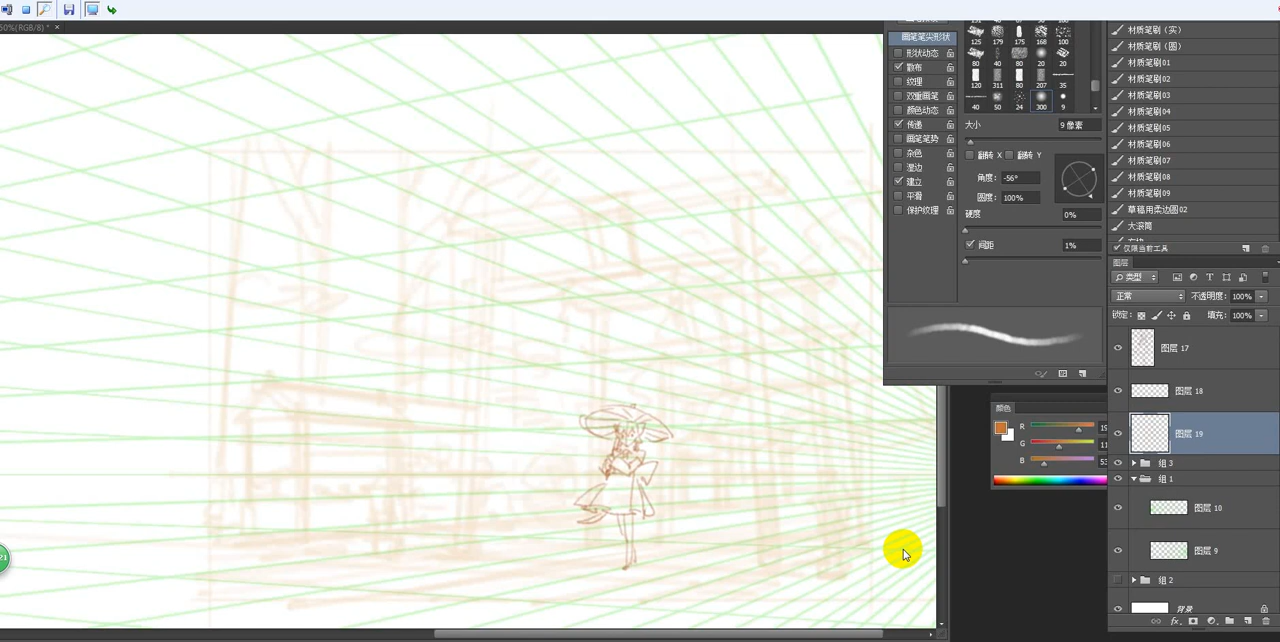 50%(RGB/8) * ×
画笔笔尖形状
形状动态
散布
纹理
双重画笔
颜色动态
传递
画笔笔势
杂色
湿边
建立
平滑
保护纹理
125 179 175 168 100
80 40 80 20 20
120 311 80 207 35
40 50 24 300 9
大小 9 像素
翻转 X 翻转 Y
角度: -56°
圆度: 100%
硬度 0%
间距 1%
颜色
R 19
G 11
B 53
材质笔刷（实）
材质笔刷（圆）
材质笔刷01
材质笔刷02
材质笔刷03
材质笔刷04
材质笔刷05
材质笔刷06
材质笔刷07
材质笔刷08
材质笔刷09
草稿用柔边圆02
大滚筒
仅限当前工具
图层
类型
正常 不透明度: 100%
锁定: 填充: 100%
图层 17
图层 18
图层 19
组 3
组 1
图层 10
图层 9
组 2
背景
21